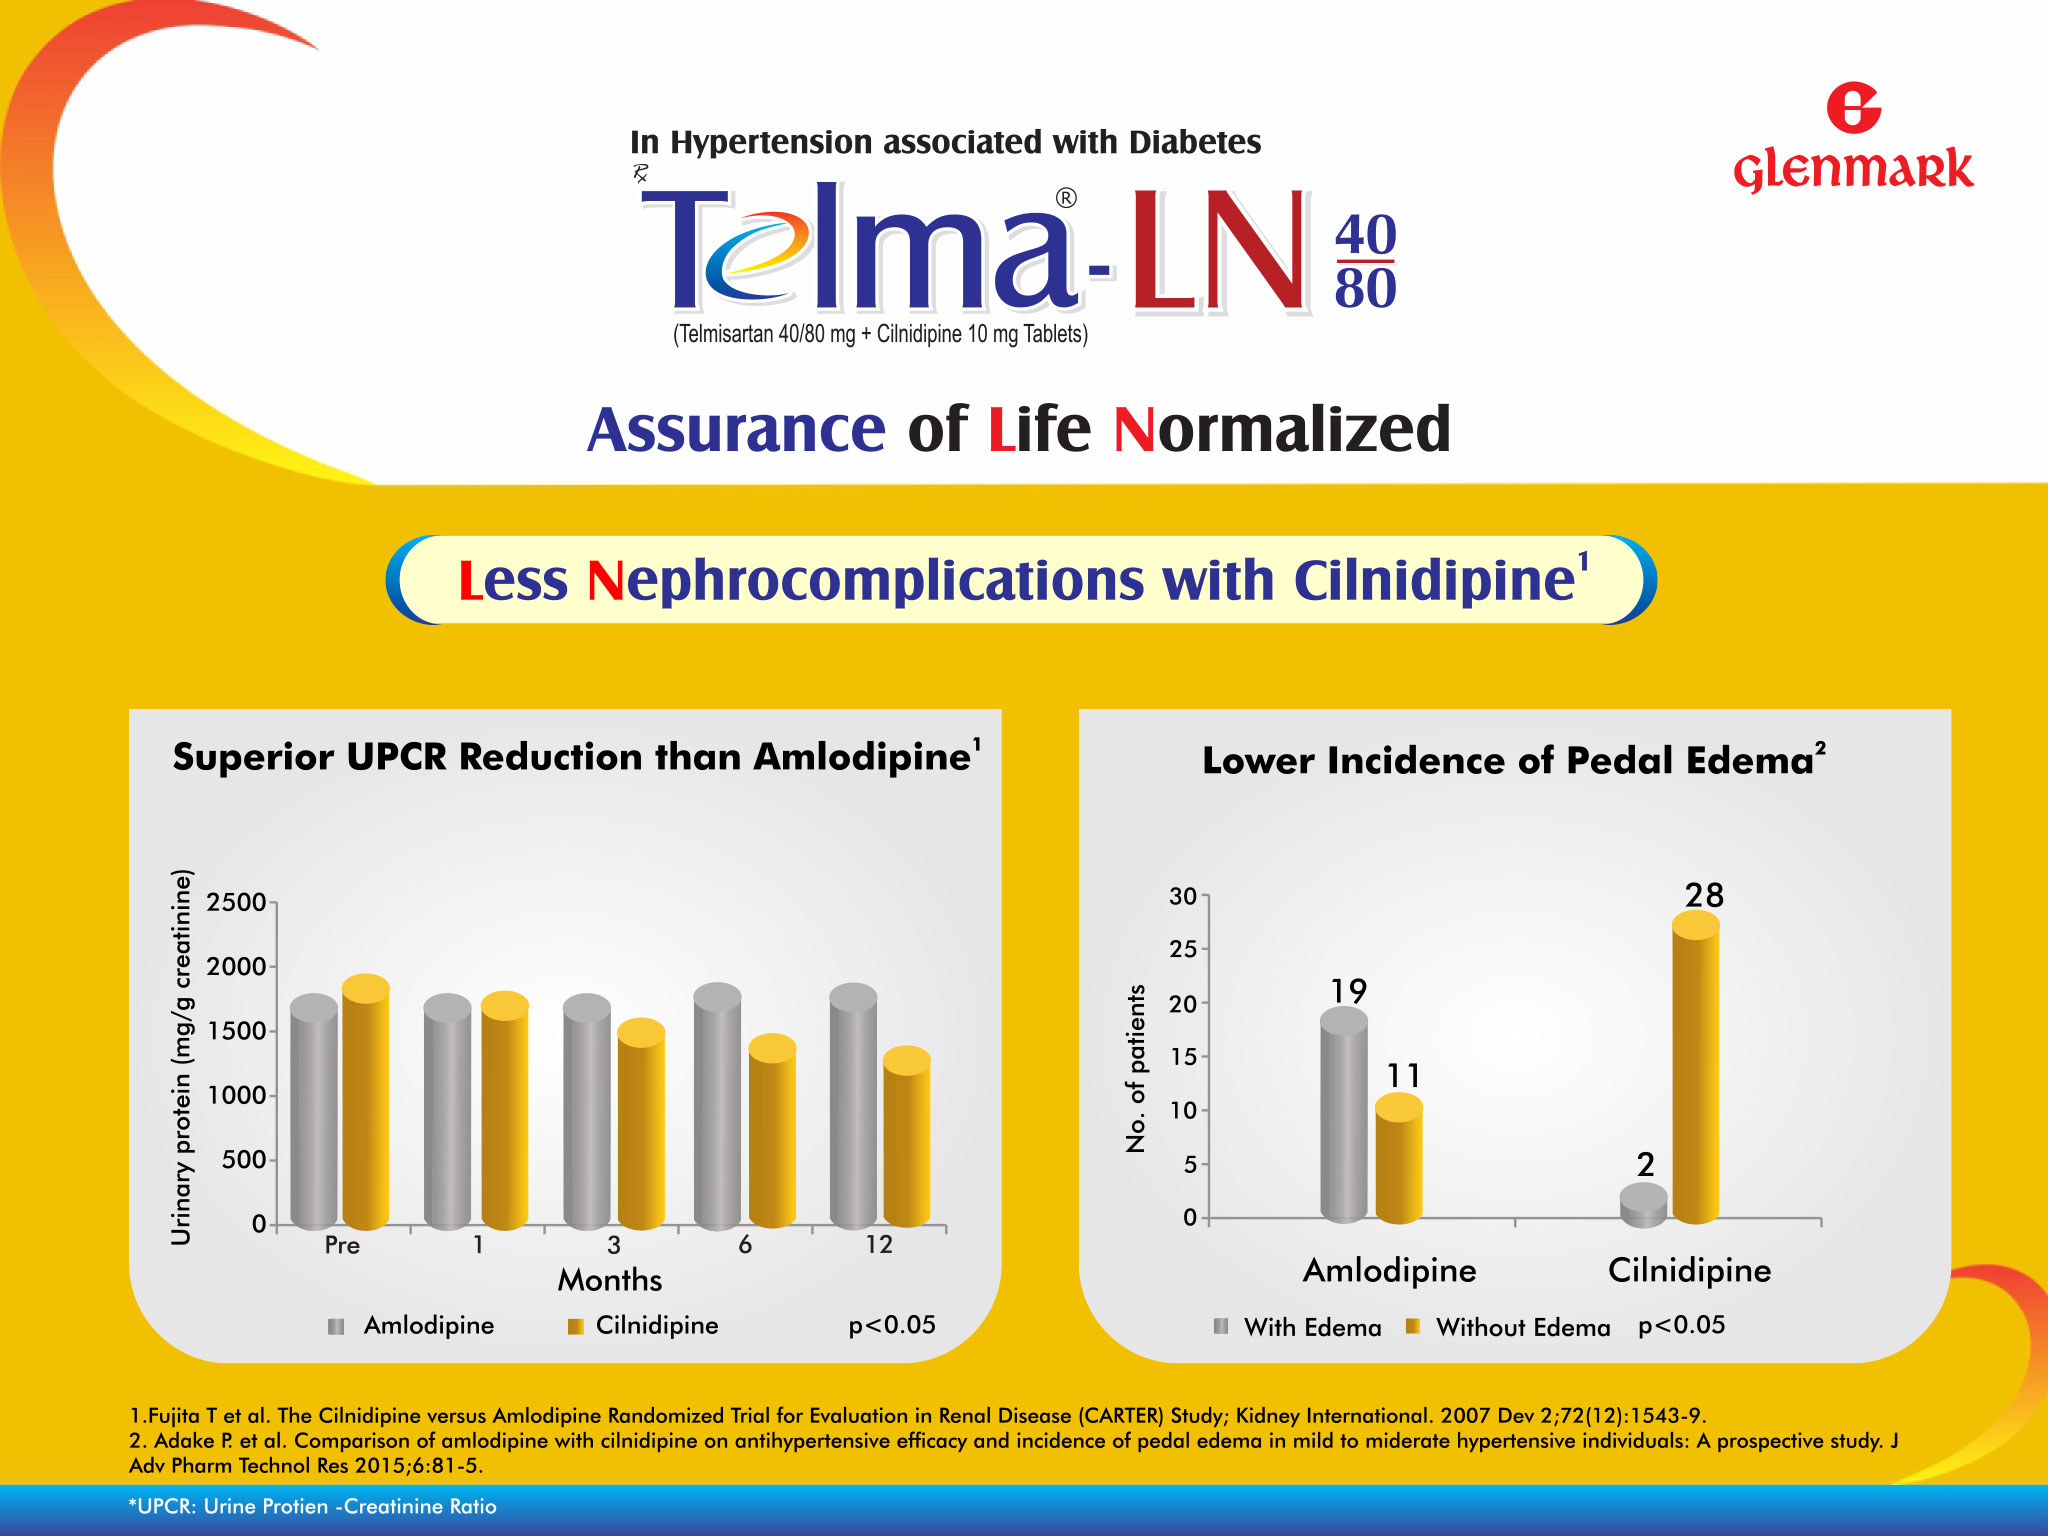 In Hypertension associated with Diabetes
Rx
Telma®-LN 40/80
(Telmisartan 40/80 mg + Cilnidipine 10 mg Tablets)
glenmark
Assurance of Life Normalized
Less Nephrocomplications with Cilnidipine1
Superior UPCR Reduction than Amlodipine1
Urinary protein (mg/g creatinine)
2500
2000
1500
1000
500
0
Pre 1 3 6 12
Months
Amlodipine Cilnidipine p<0.05
Lower Incidence of Pedal Edema2
No. of patients
30
25
20
15
10
5
0
19
11
2
28
Amlodipine Cilnidipine
With Edema Without Edema p<0.05
1.Fujita T et al. The Cilnidipine versus Amlodipine Randomized Trial for Evaluation in Renal Disease (CARTER) Study; Kidney International. 2007 Dev 2;72(12):1543-9.
2. Adake P. et al. Comparison of amlodipine with cilnidipine on antihypertensive efficacy and incidence of pedal edema in mild to miderate hypertensive individuals: A prospective study. J
Adv Pharm Technol Res 2015;6:81-5.
*UPCR: Urine Protien -Creatinine Ratio